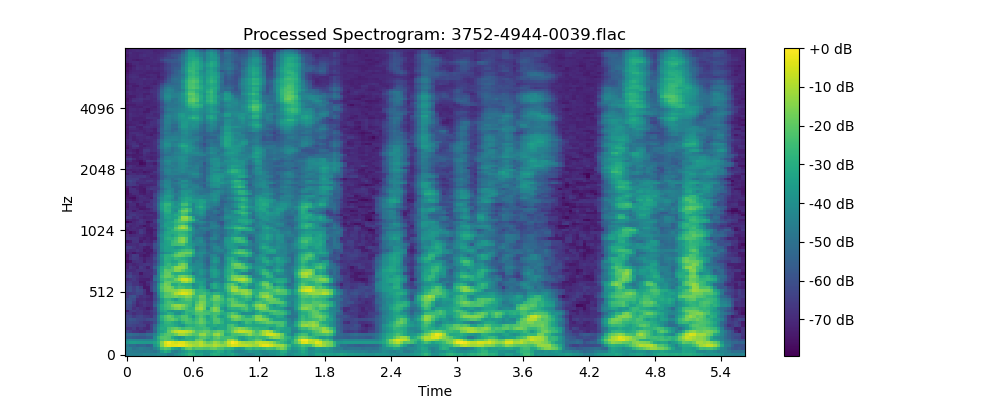 Processed Spectrogram: 3752-4944-0039.flac
Hz
4096
2048
1024
512
0
0 0.6 1.2 1.8 2.4 3 3.6 4.2 4.8 5.4
Time
+0 dB
-10 dB
-20 dB
-30 dB
-40 dB
-50 dB
-60 dB
-70 dB